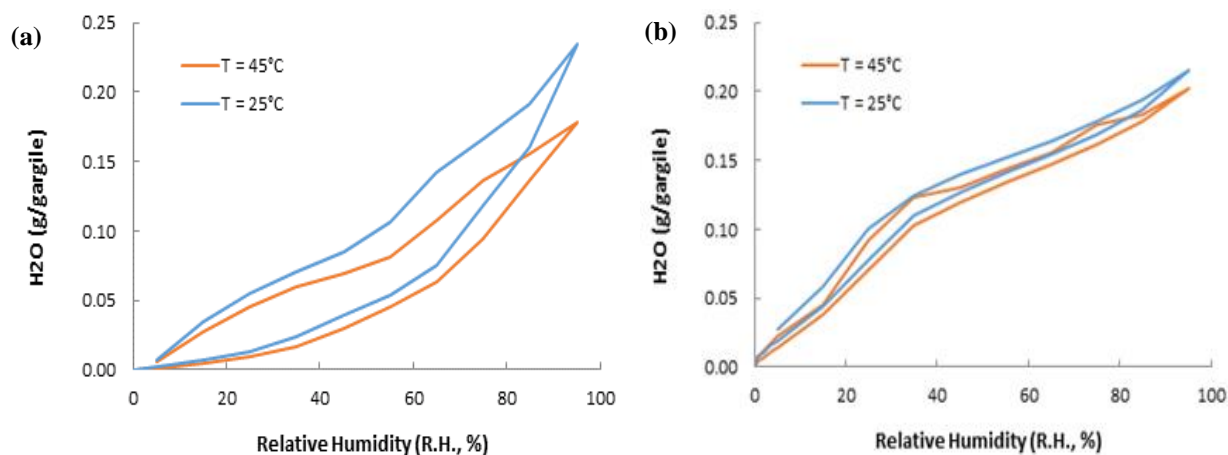 (a)
0.25
0.20
0.15
0.10
0.05
0.00
H2O (g/gargile)
T = 45°C
T = 25°C
0 20 40 60 80 100
Relative Humidity (R.H., %)
(b)
0.25
0.20
0.15
0.10
0.05
0.00
H2O (g/gargile)
T = 45°C
T = 25°C
0 20 40 60 80 100
Relative Humidity (R.H., %)